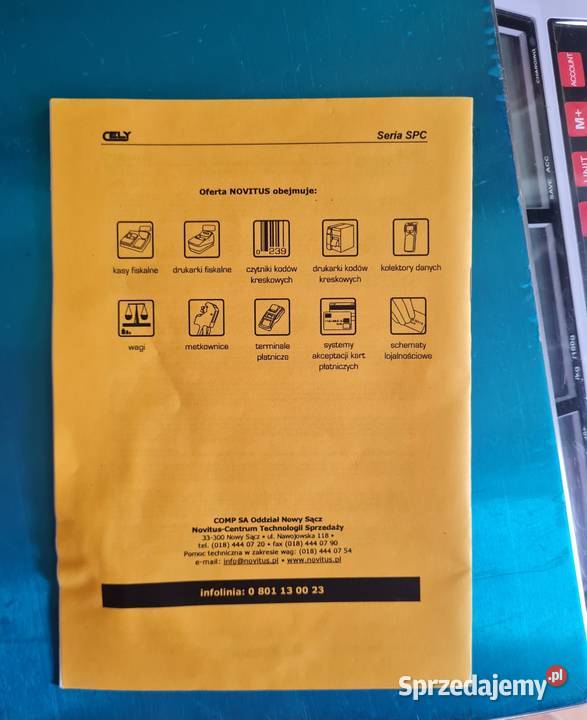 CELY
Seria SPC
Oferta NOVITUS obejmuje:
0 239
kasy fiskalne
drukarki fiskalne
czytniki kodów
kreskowych
drukarki kodów
kreskowych
kolektory danych
wagi
metkownice
terminale
płatnicze
systemy
akceptacji kart
płatniczych
schematy
lojalnościowe
COMP SA Oddział Nowy Sącz
Novitus-Centrum Technologii Sprzedaży
33-300 Nowy Sącz • ul. Nawojowska 118 •
tel. (018) 444 07 20 • fax (018) 444 07 90
Pomoc techniczna w zakresie wag: (018) 444 07 54
e-mail: info@novitus.pl • www.novitus.pl
infolinia: 0 801 13 00 23
CHARGING
ACCOUNT
M+
UNIT
SAVE ACC
Sprzedajemy.pl